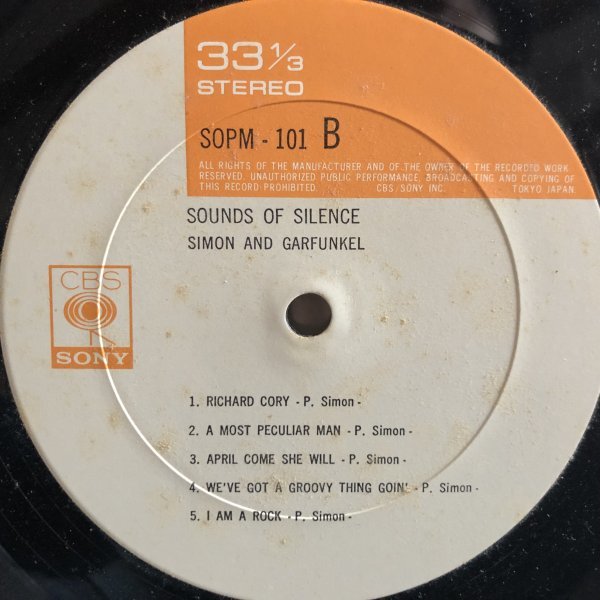 33 1/3
STEREO
SOPM - 101 B
ALL RIGHTS OF THE MANUFACTURER AND OF THE OWNER OF THE RECORDTO WORK
RESERVED. UNAUTHORIZED PUBLIC PERFORMANCE, BROADCASTING AND COPYING OF
THIS RECORD PROHIBITED. CBS/SONY INC. TOKYO JAPAN
SOUNDS OF SILENCE
SIMON AND GARFUNKEL
CBS
SONY
1. RICHARD CORY - P. Simon -
2. A MOST PECULIAR MAN - P. Simon -
3. APRIL COME SHE WILL - P. Simon -
4. WE'VE GOT A GROOVY THING GOIN' - P. Simon -
5. I AM A ROCK - P. Simon -